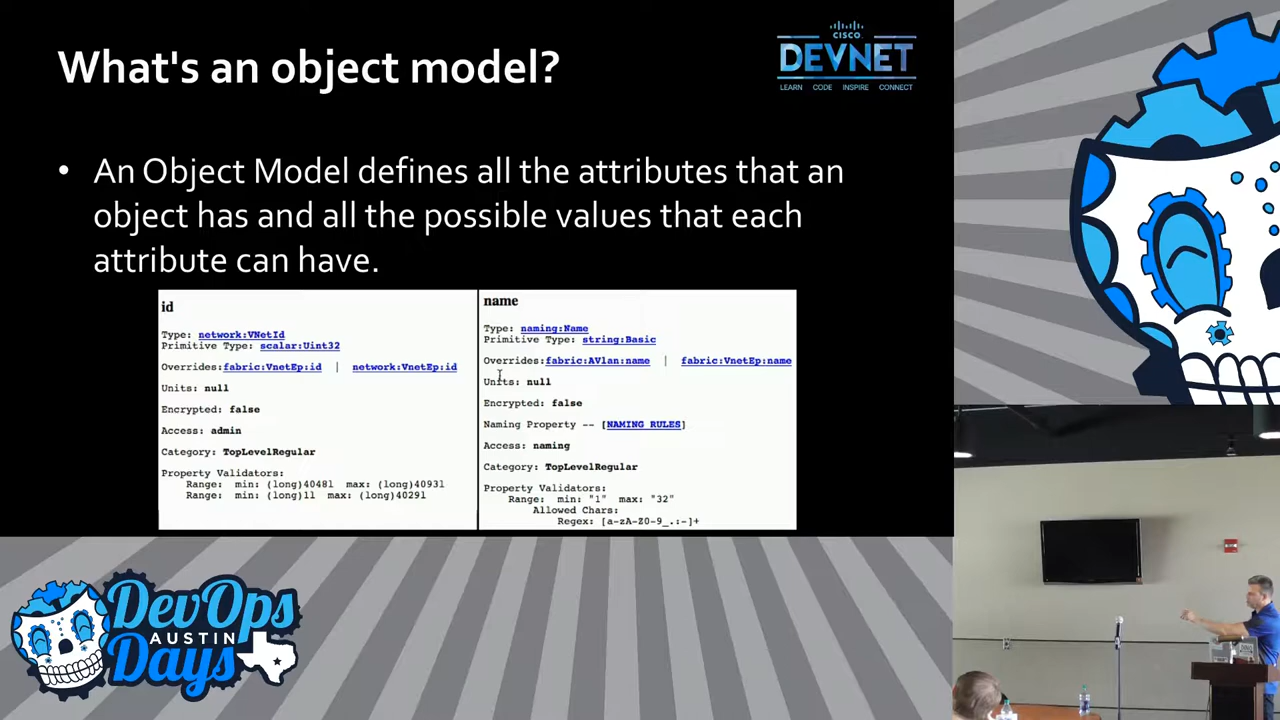 What's an object model?
CISCO
DEVNET
LEARN CODE INSPIRE CONNECT
• An Object Model defines all the attributes that an
object has and all the possible values that each
attribute can have.
id
Type: network:VNetId
Primitive Type: scalar:Uint32
Overrides:fabric:VnetEp:id | network:VnetEp:id
Units: null
Encrypted: false
Access: admin
Category: TopLevelRegular
Property Validators:
Range: min: (long)4048l max: (long)4093l
Range: min: (long)1l max: (long)4029l
name
Type: naming:Name
Primitive Type: string:Basic
Overrides:fabric:AVlan:name | fabric:VnetEp:name
Units: null
Encrypted: false
Naming Property -- [NAMING RULES]
Access: naming
Category: TopLevelRegular
Property Validators:
Range: min: "1" max: "32"
Allowed Chars:
Regex: [a-zA-Z0-9_.:-]+
DevOps
AUSTIN
Days